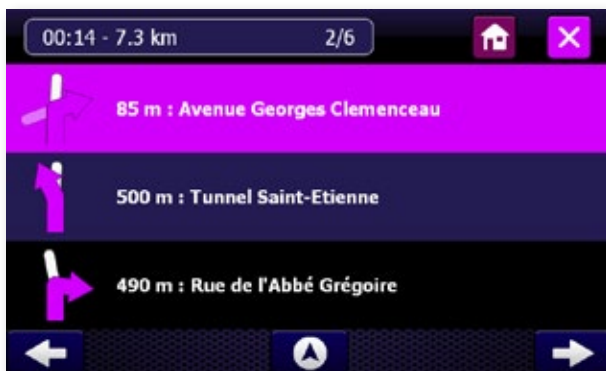 00:14 - 7.3 km 2/6
85 m : Avenue Georges Clemenceau
500 m : Tunnel Saint-Etienne
490 m : Rue de l'Abbé Grégoire